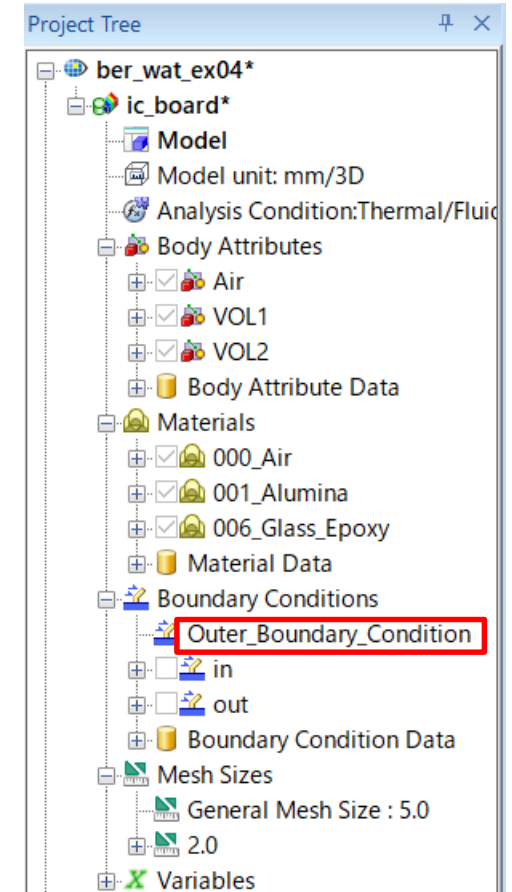 Project Tree
ber_wat_ex04*
ic_board*
Model
Model unit: mm/3D
Analysis Condition:Thermal/Fluid
Body Attributes
Air
VOL1
VOL2
Body Attribute Data
Materials
000_Air
001_Alumina
006_Glass_Epoxy
Material Data
Boundary Conditions
Outer_Boundary_Condition
in
out
Boundary Condition Data
Mesh Sizes
General Mesh Size : 5.0
2.0
X Variables